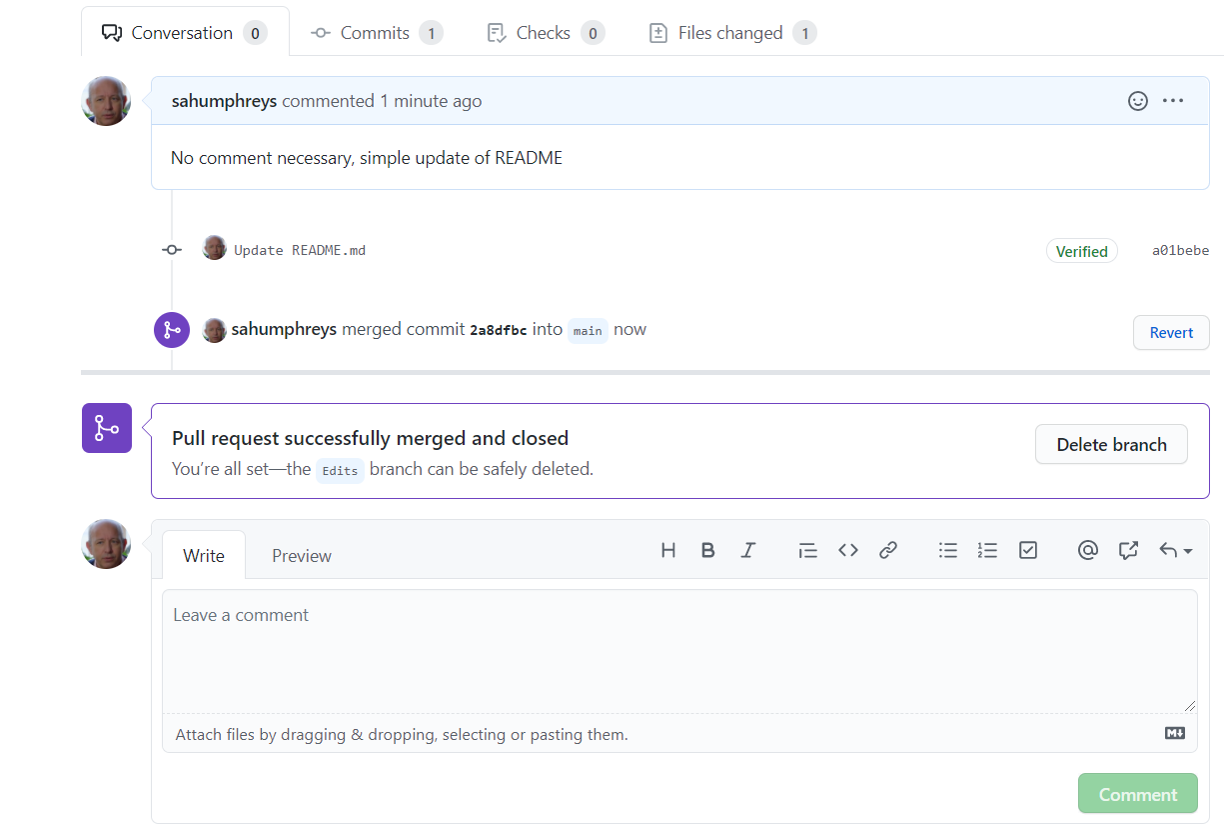 Conversation 0 Commits 1 Checks 0 Files changed 1
sahumphreys commented 1 minute ago
No comment necessary, simple update of README
Update README.md Verified a01bebe
sahumphreys merged commit 2a8dfbc into main now Revert
Pull request successfully merged and closed
You’re all set—the Edits branch can be safely deleted.
Delete branch
Write Preview
Leave a comment
Attach files by dragging & dropping, selecting or pasting them.
Comment